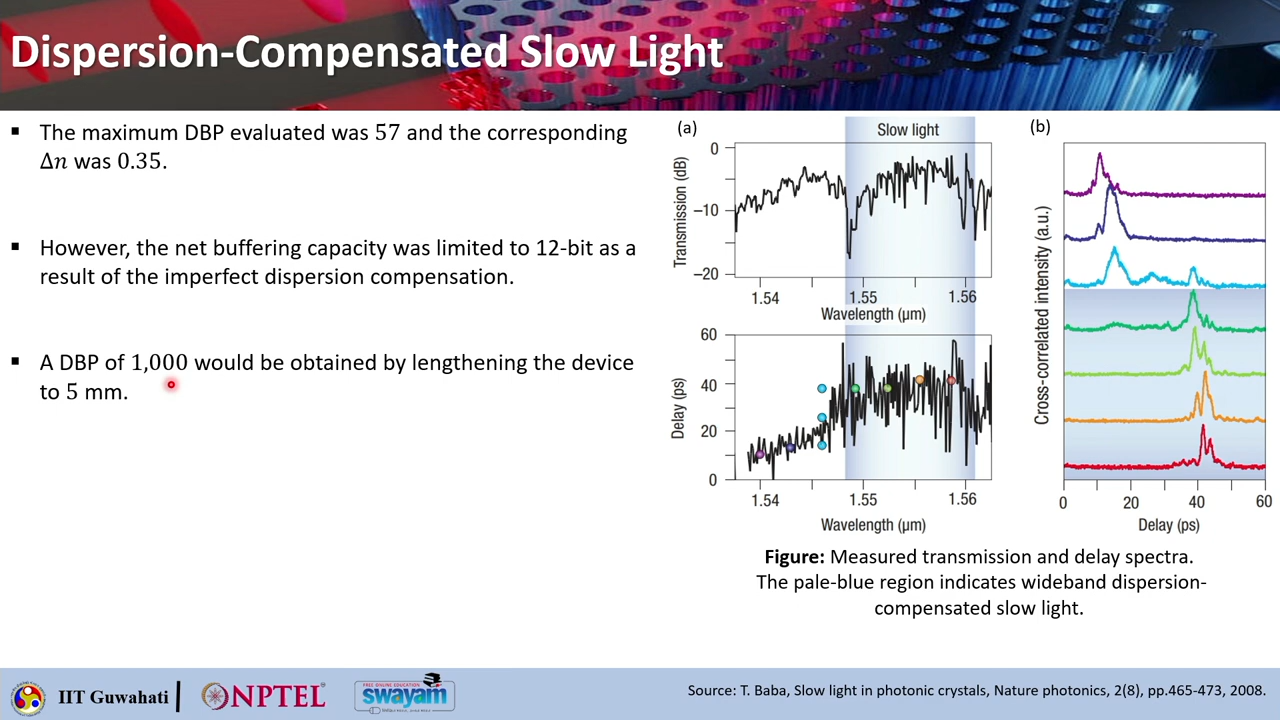 Dispersion-Compensated Slow Light
▪ The maximum DBP evaluated was 57 and the corresponding
Δn was 0.35.
▪ However, the net buffering capacity was limited to 12-bit as a
result of the imperfect dispersion compensation.
▪ A DBP of 1,000 would be obtained by lengthening the device
to 5 mm.
(a)
Slow light
Transmission (dB)
0
−10
−20
1.54 1.55 1.56
Wavelength (μm)
Delay (ps)
60
40
20
0
1.54 1.55 1.56
Wavelength (μm)
(b)
Cross-correlated intensity (a.u.)
0 20 40 60
Delay (ps)
Figure: Measured transmission and delay spectra.
The pale-blue region indicates wideband dispersion-
compensated slow light.
IIT Guwahati
NPTEL
FREE ONLINE EDUCATION
swayam
Source: T. Baba, Slow light in photonic crystals, Nature photonics, 2(8), pp.465-473, 2008.